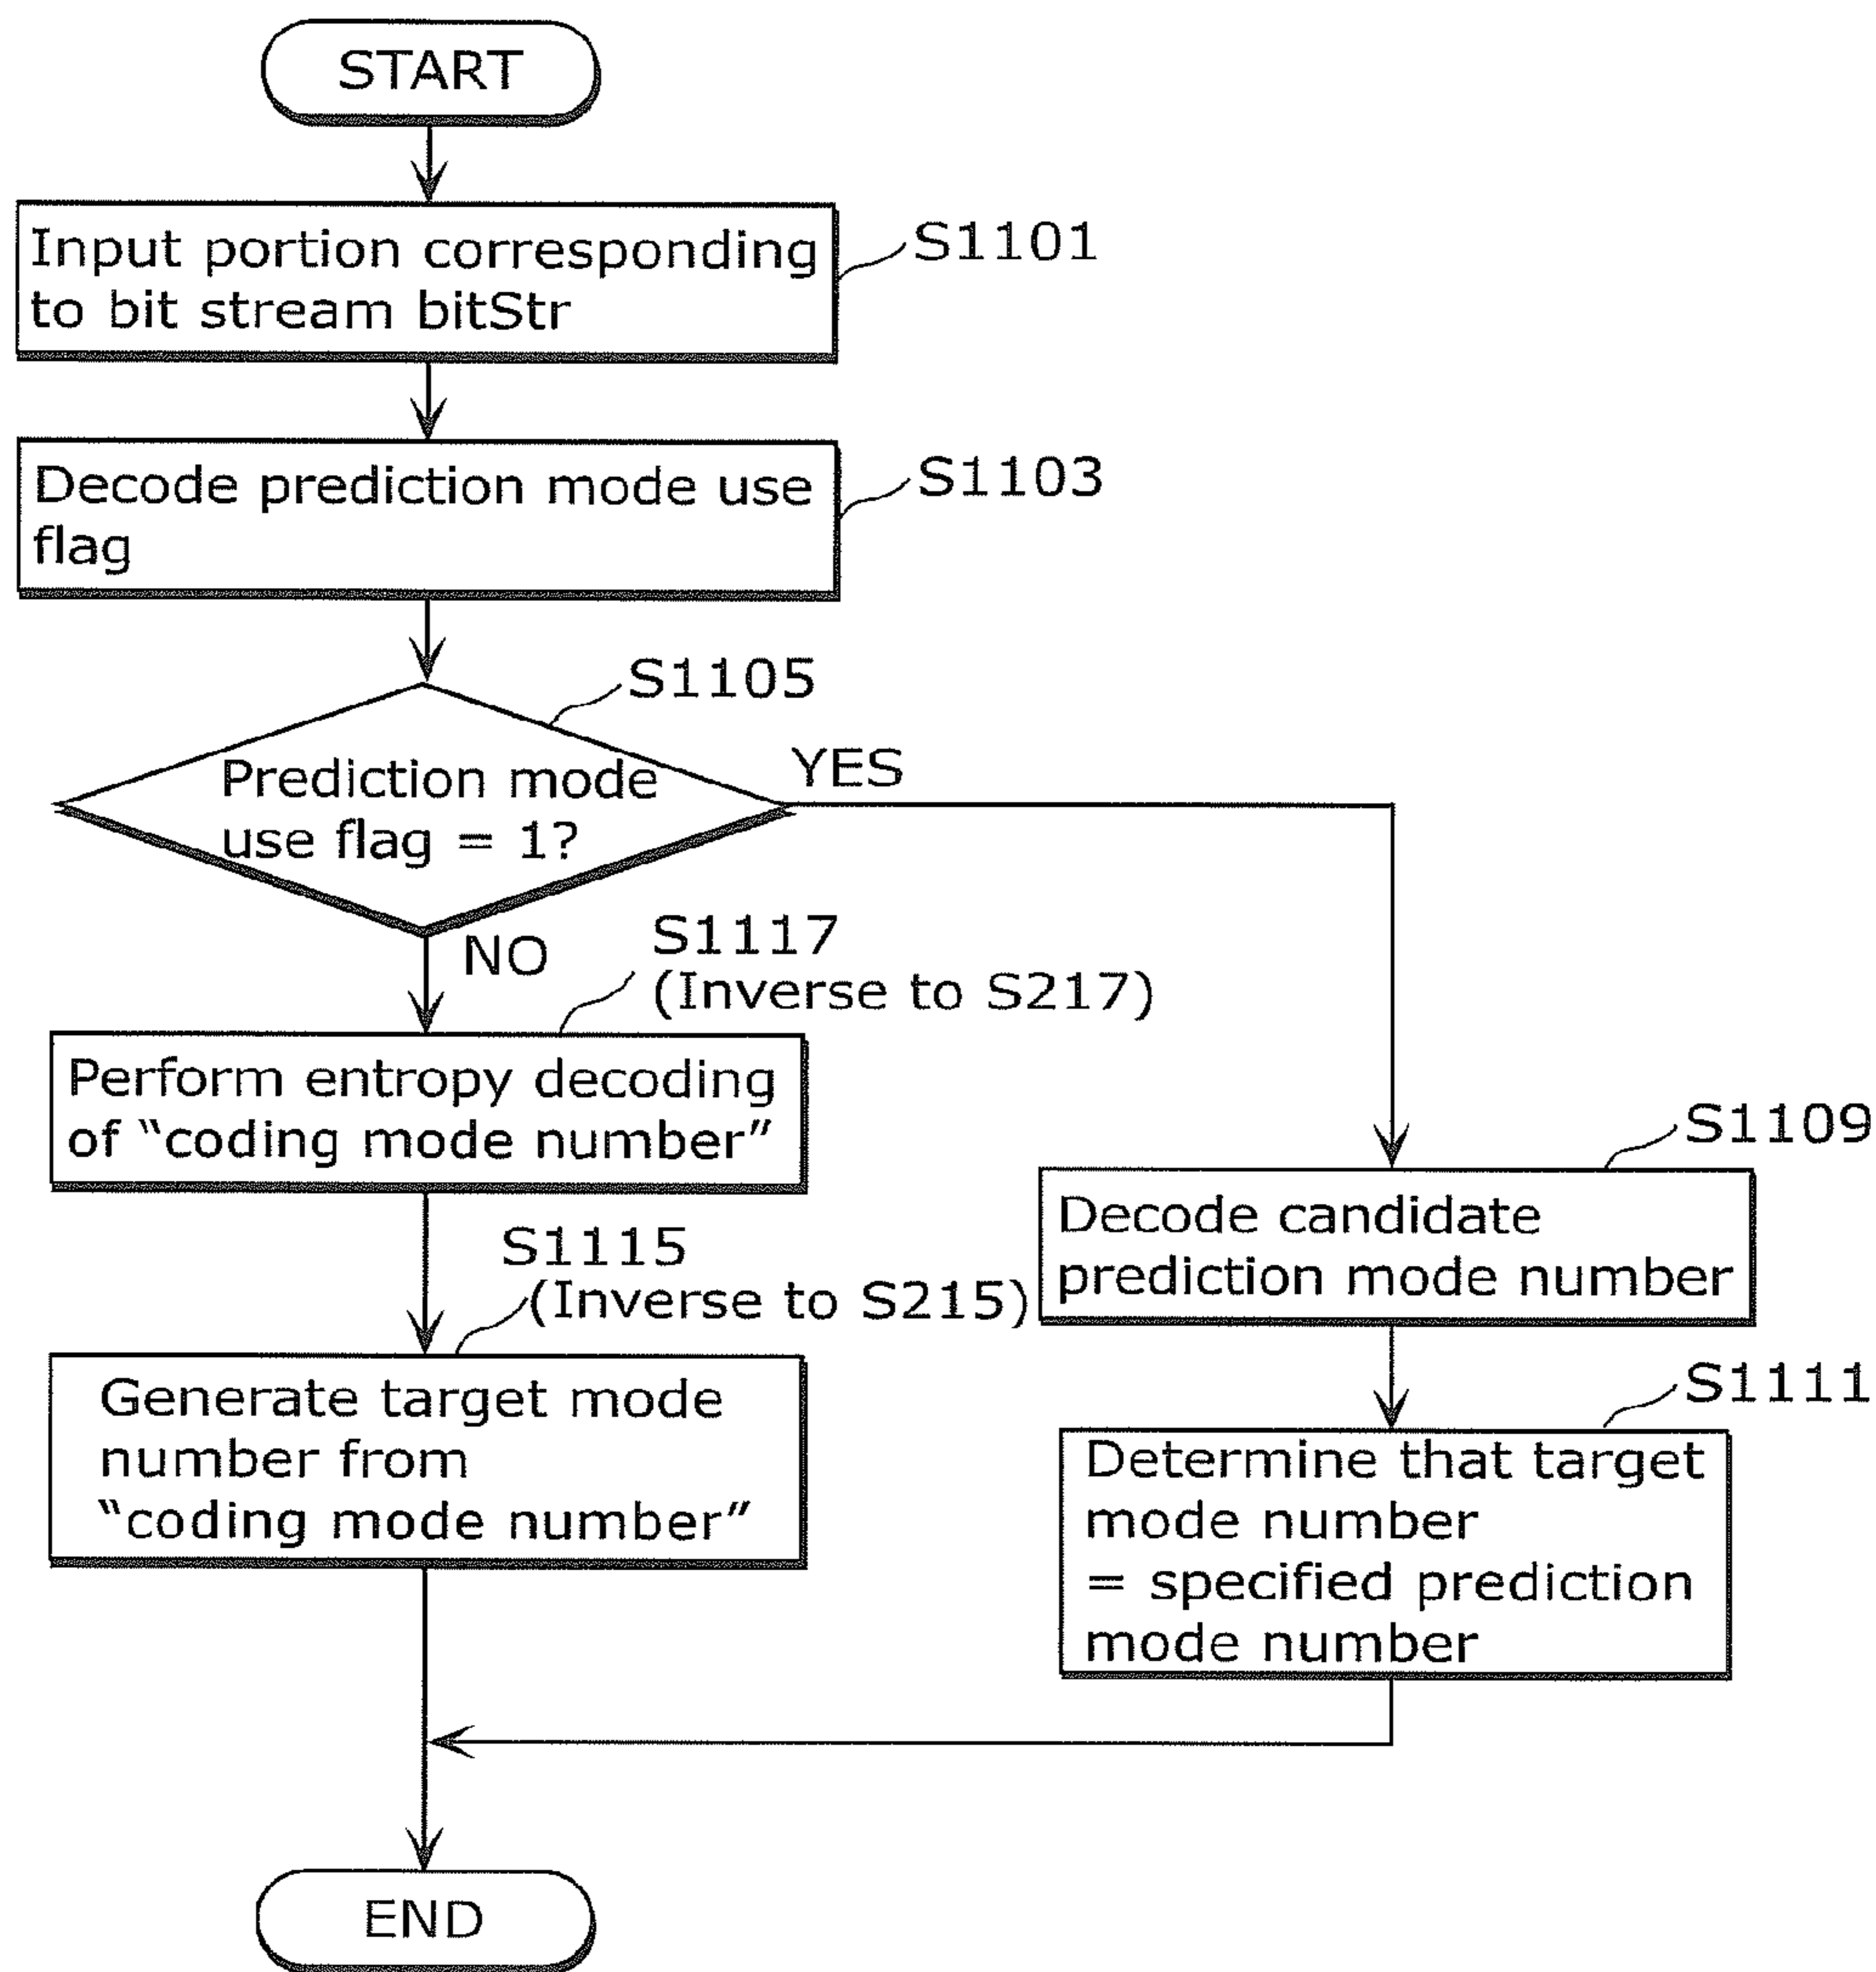 START
Input portion corresponding
to bit stream bitStr
S1101
Decode prediction mode use
flag
S1103
S1105
Prediction mode
use flag = 1?
YES
NO
S1117
(Inverse to S217)
Perform entropy decoding
of “coding mode number”
S1109
Decode candidate
prediction mode number
S1115
(Inverse to S215)
Generate target mode
number from
“coding mode number”
S1111
Determine that target
mode number
= specified prediction
mode number
END